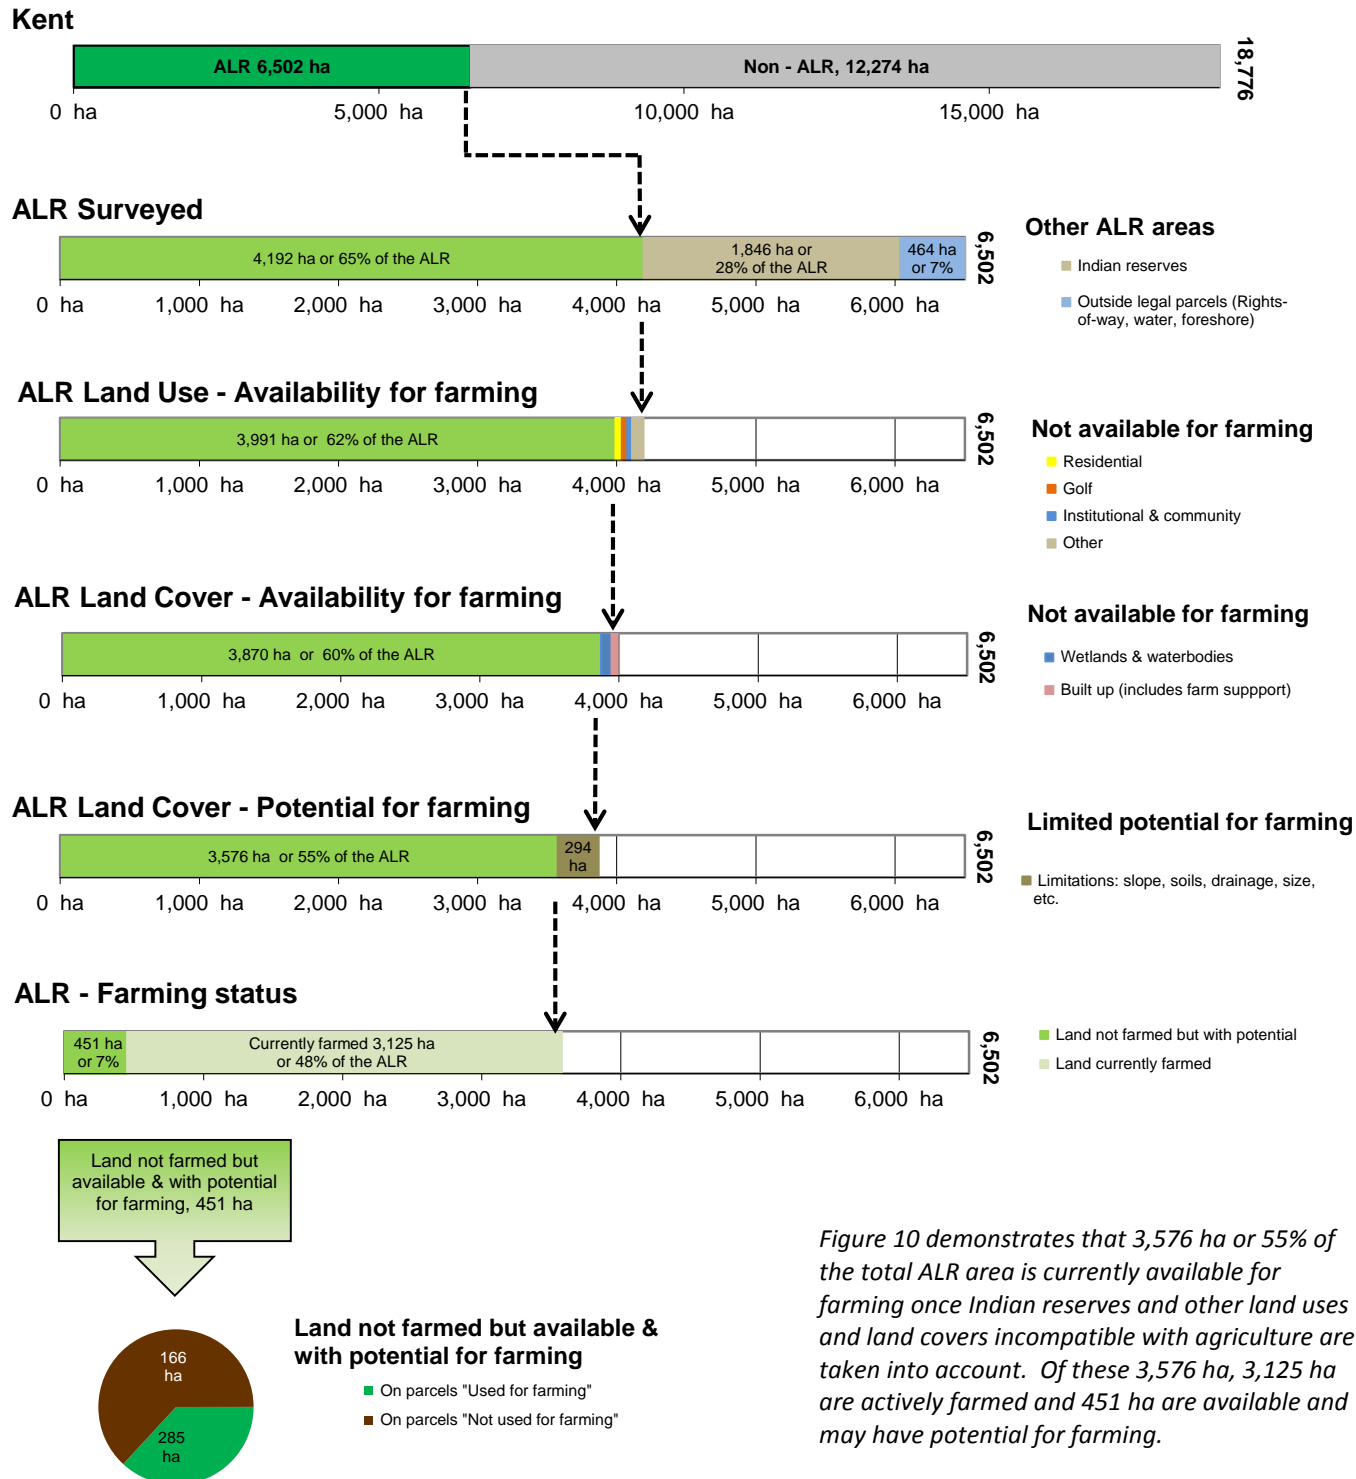 Kent
ALR 6,502 ha
Non - ALR, 12,274 ha
18,776
0 ha
5,000 ha
10,000 ha
15,000 ha
ALR Surveyed
4,192 ha or 65% of the ALR
1,846 ha or
28% of the ALR
464 ha
or 7%
6,502
0 ha
1,000 ha
2,000 ha
3,000 ha
4,000 ha
5,000 ha
6,000 ha
Other ALR areas
Indian reserves
Outside legal parcels (Rights-
of-way, water, foreshore)
ALR Land Use - Availability for farming
3,991 ha or 62% of the ALR
6,502
0 ha
1,000 ha
2,000 ha
3,000 ha
4,000 ha
5,000 ha
6,000 ha
Not available for farming
Residential
Golf
Institutional & community
Other
ALR Land Cover - Availability for farming
3,870 ha or 60% of the ALR
6,502
0 ha
1,000 ha
2,000 ha
3,000 ha
4,000 ha
5,000 ha
6,000 ha
Not available for farming
Wetlands & waterbodies
Built up (includes farm suppport)
ALR Land Cover - Potential for farming
3,576 ha or 55% of the ALR
294
ha
6,502
0 ha
1,000 ha
2,000 ha
3,000 ha
4,000 ha
5,000 ha
6,000 ha
Limited potential for farming
Limitations: slope, soils, drainage, size,
etc.
ALR - Farming status
451 ha
or 7%
Currently farmed 3,125 ha
or 48% of the ALR
6,502
0 ha
1,000 ha
2,000 ha
3,000 ha
4,000 ha
5,000 ha
6,000 ha
Land not farmed but with potential
Land currently farmed
Land not farmed but
available & with potential
for farming, 451 ha
166
ha
285
ha
Land not farmed but available &
with potential for farming
On parcels "Used for farming"
On parcels "Not used for farming"
Figure 10 demonstrates that 3,576 ha or 55% of
the total ALR area is currently available for
farming once Indian reserves and other land uses
and land covers incompatible with agriculture are
taken into account. Of these 3,576 ha, 3,125 ha
are actively farmed and 451 ha are available and
may have potential for farming.